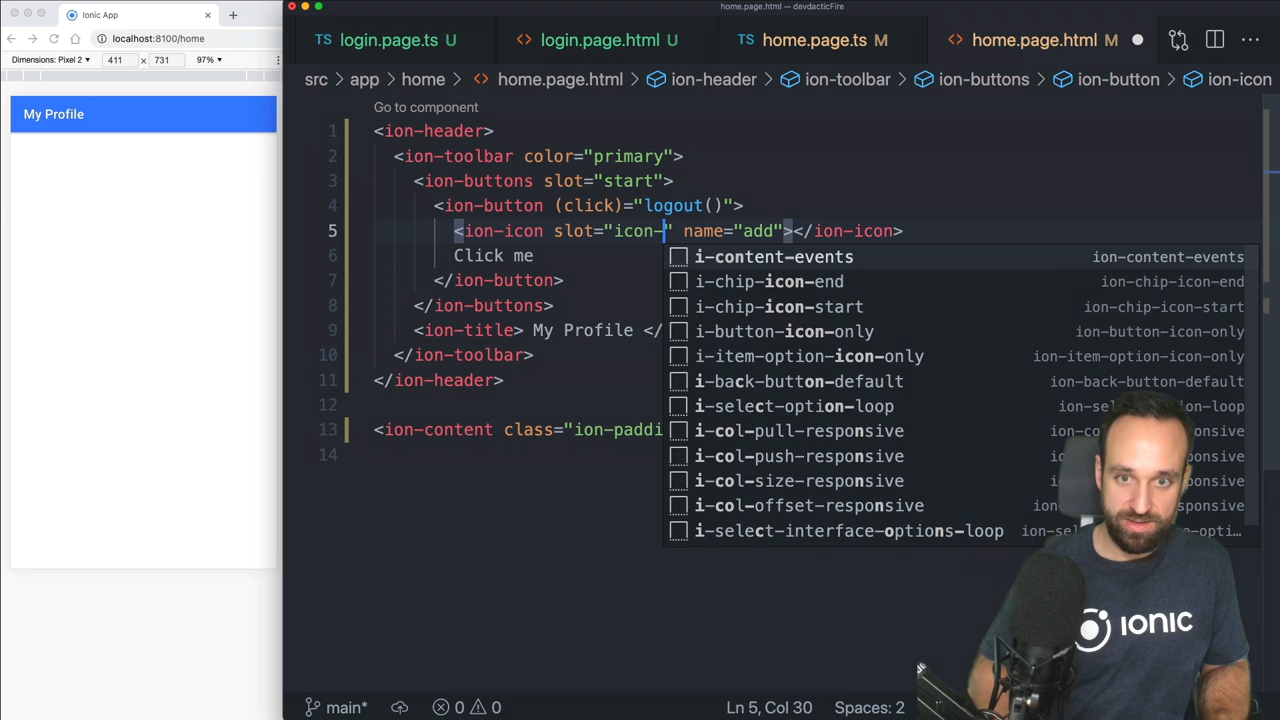 home.page.html — devdacticFire
Ionic App
localhost:8100/home
Dimensions: Pixel 2 411 × 731 97%
My Profile
TS login.page.ts U
<> login.page.html U
TS home.page.ts M
<> home.page.html M
src > app > home > <> home.page.html > ion-header > ion-toolbar > ion-buttons > ion-button > ion-icon
Go to component
1 <ion-header>
2 <ion-toolbar color="primary">
3 <ion-buttons slot="start">
4 <ion-button (click)="logout()">
5 <ion-icon slot="icon-" name="add"></ion-icon>
6 Click me
7 </ion-button>
8 </ion-buttons>
9 <ion-title> My Profile </
10 </ion-toolbar>
11 </ion-header>
12
13 <ion-content class="ion-paddi
14
i-content-events ion-content-events
i-chip-icon-end ion-chip-icon-end
i-chip-icon-start ion-chip-icon-start
i-button-icon-only ion-button-icon-only
i-item-option-icon-only ion-item-option-icon-only
i-back-button-default ion-back-button-default
i-select-option-loop ion-select-option-loop
i-col-pull-responsive
i-col-push-responsive
i-col-size-responsive
i-col-offset-responsive
i-select-interface-options-loop
IONIC
main* 0 0 Ln 5, Col 30 Spaces: 2